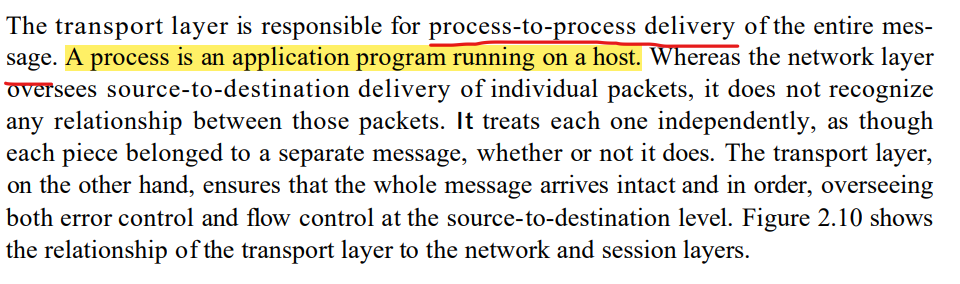 The transport layer is responsible for process-to-process delivery of the entire mes-
sage. A process is an application program running on a host. Whereas the network layer
oversees source-to-destination delivery of individual packets, it does not recognize
any relationship between those packets. It treats each one independently, as though
each piece belonged to a separate message, whether or not it does. The transport layer,
on the other hand, ensures that the whole message arrives intact and in order, overseeing
both error control and flow control at the source-to-destination level. Figure 2.10 shows
the relationship of the transport layer to the network and session layers.